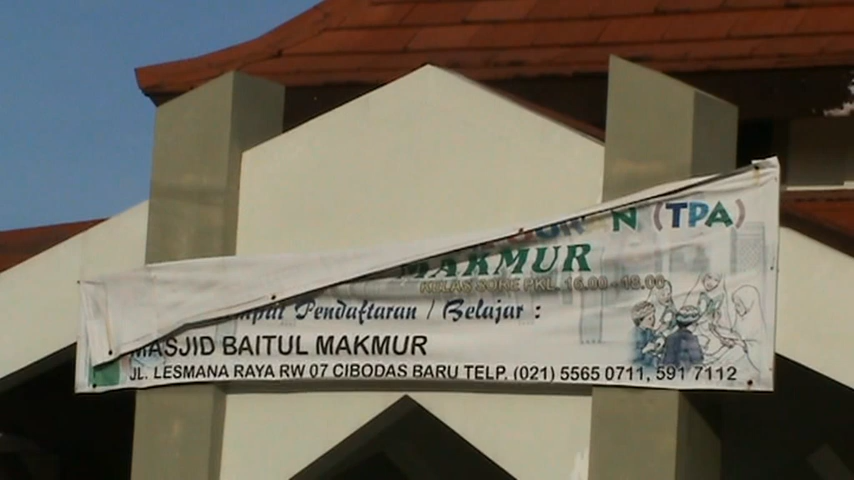 (TPA)
MAKMUR
KELAS SORE PKL. 16.00 - 18.00
Pendaftaran / Belajar :
MASJID BAITUL MAKMUR
JL. LESMANA RAYA RW 07 CIBODAS BARU TELP. (021) 5565 0711, 591 7112